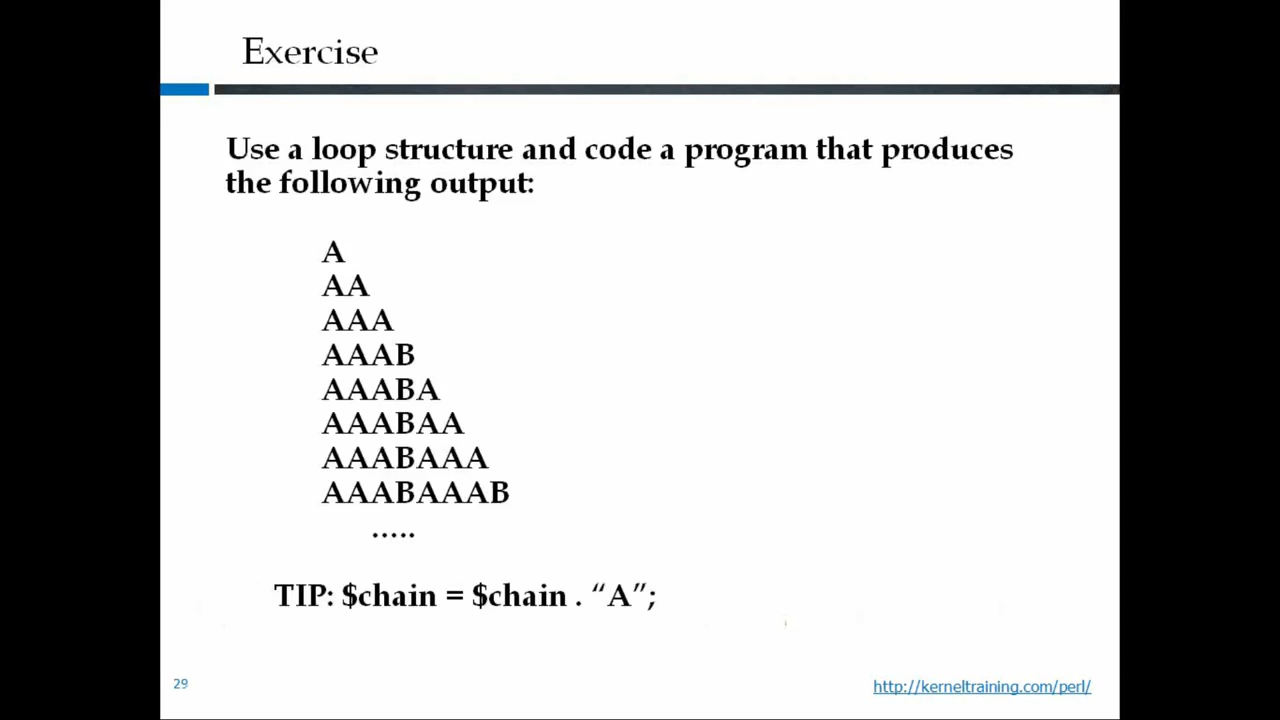 Exercise
Use a loop structure and code a program that produces
the following output:
A
AA
AAA
AAAB
AAABA
AAABAA
AAABAAA
AAABAAAB
.....
TIP: $chain = $chain . “A”;
29
http://kerneltraining.com/perl/